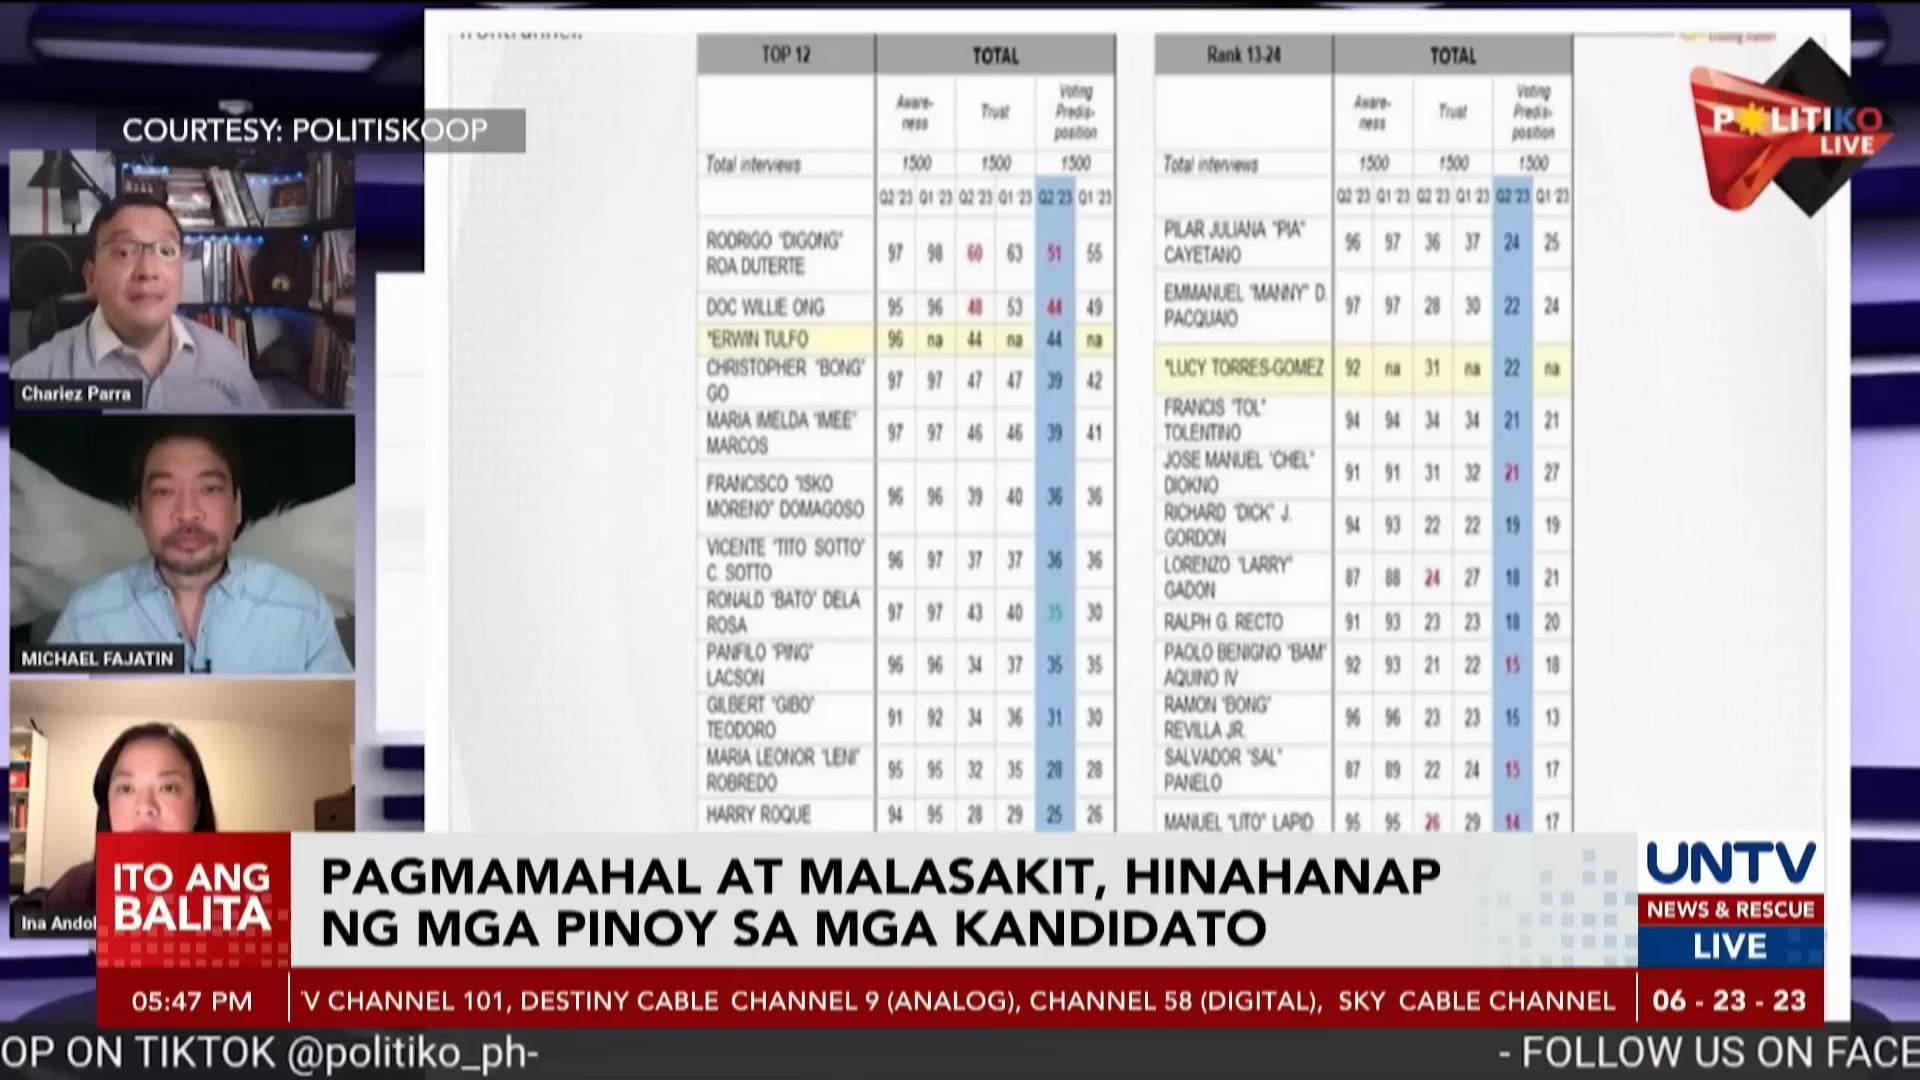 COURTESY: POLITISKOOP
TOP 12 TOTAL
Aware-
ness Trust Voting
Predis-
position
Total interviews 1500 1500 1500
Q2 '23 Q1 '23 Q2 '23 Q1 '23 Q2 '23 Q1 '23
RODRIGO "DIGONG"
ROA DUTERTE 97 98 60 63 51 55
DOC WILLIE ONG 95 96 48 53 44 49
*ERWIN TULFO 96 na 44 na 44 na
CHRISTOPHER "BONG"
GO 97 97 47 47 39 42
MARIA IMELDA "IMEE"
MARCOS 97 97 46 46 39 41
FRANCISCO "ISKO
MORENO" DOMAGOSO 96 96 39 40 36 36
VICENTE "TITO SOTTO"
C. SOTTO 96 97 37 37 36 36
RONALD "BATO" DELA
ROSA 97 97 43 40 35 30
PANFILO "PING"
LACSON 96 96 34 37 35 35
GILBERT "GIBO"
TEODORO 91 92 34 36 31 30
MARIA LEONOR "LENI"
ROBREDO 95 95 32 35 28 28
HARRY ROQUE 94 95 28 29 25 26
Rank 13-24 TOTAL
Aware-
ness Trust Voting
Predis-
position
Total interviews 1500 1500 1500
Q2 '23 Q1 '23 Q2 '23 Q1 '23 Q2 '23 Q1 '23
PILAR JULIANA "PIA"
CAYETANO 96 97 36 37 24 25
EMMANUEL "MANNY" D.
PACQUAIO 97 97 28 30 22 24
*LUCY TORRES-GOMEZ 92 na 31 na 22 na
FRANCIS "TOL"
TOLENTINO 94 94 34 34 21 21
JOSE MANUEL "CHEL"
DIOKNO 91 91 31 32 21 27
RICHARD "DICK" J.
GORDON 94 93 22 22 19 19
LORENZO "LARRY"
GADON 87 88 24 27 18 21
RALPH G. RECTO 91 93 23 23 18 20
PAOLO BENIGNO "BAM"
AQUINO IV 92 93 21 22 15 18
RAMON "BONG"
REVILLA JR. 96 96 23 23 15 13
SALVADOR "SAL"
PANELO 87 89 22 24 15 17
MANUEL "LITO" LAPID 95 95 26 29 14 17
POLITIKO
LIVE
Chariez Parra
MICHAEL FAJATIN
Ina Andol
ITO ANG
BALITA
PAGMAMAHAL AT MALASAKIT, HINAHANAP
NG MGA PINOY SA MGA KANDIDATO
UNTV
NEWS & RESCUE
LIVE
05:47 PM
V CHANNEL 101, DESTINY CABLE CHANNEL 9 (ANALOG), CHANNEL 58 (DIGITAL), SKY CABLE CHANNEL
06 - 23 - 23
OP ON TIKTOK @politiko_ph-
- FOLLOW US ON FACE